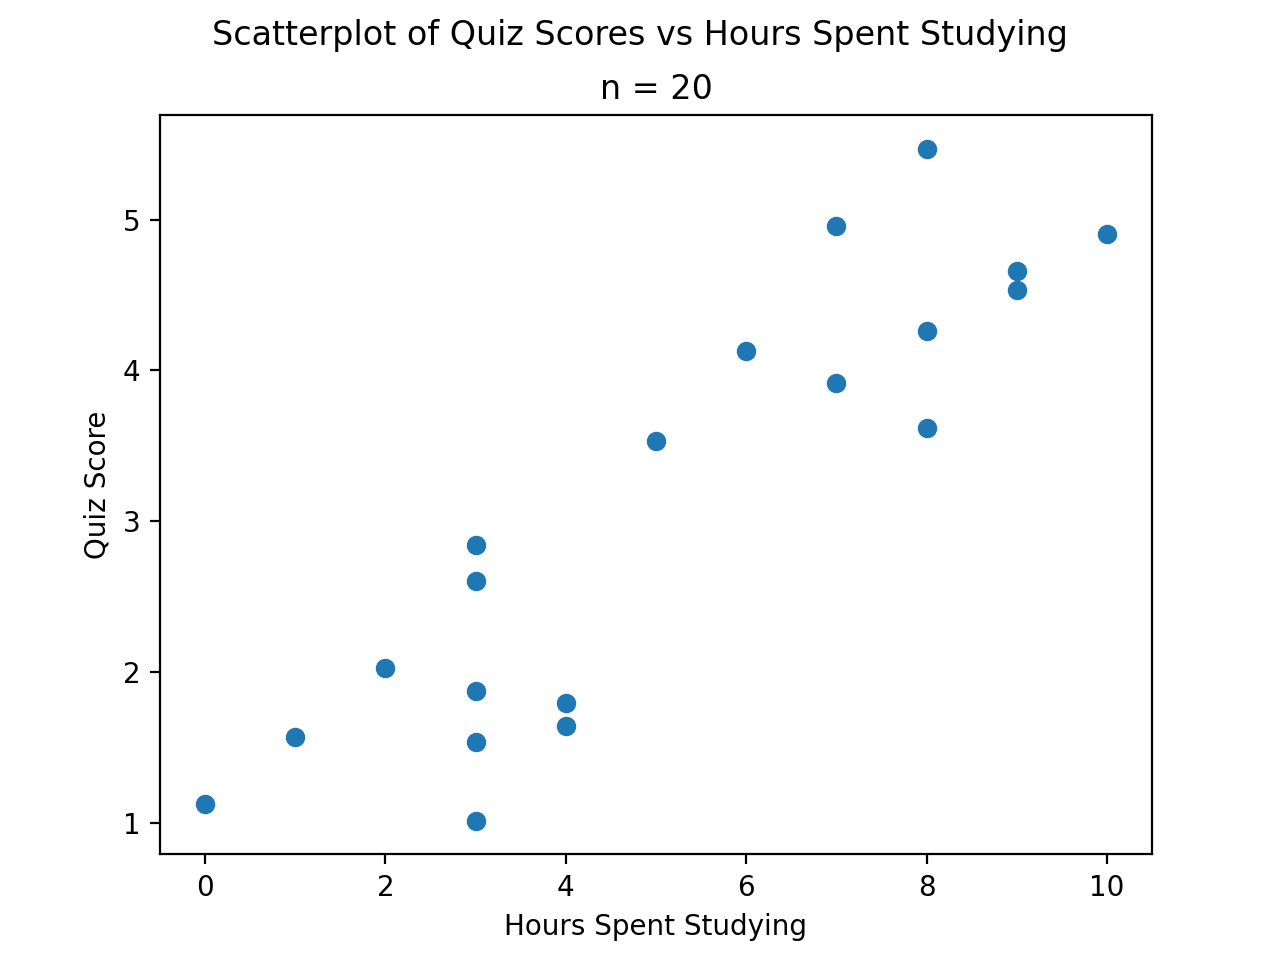 Scatterplot of Quiz Scores vs Hours Spent Studying
n = 20
5
4
3
2
1
Quiz Score
0 2 4 6 8 10
Hours Spent Studying